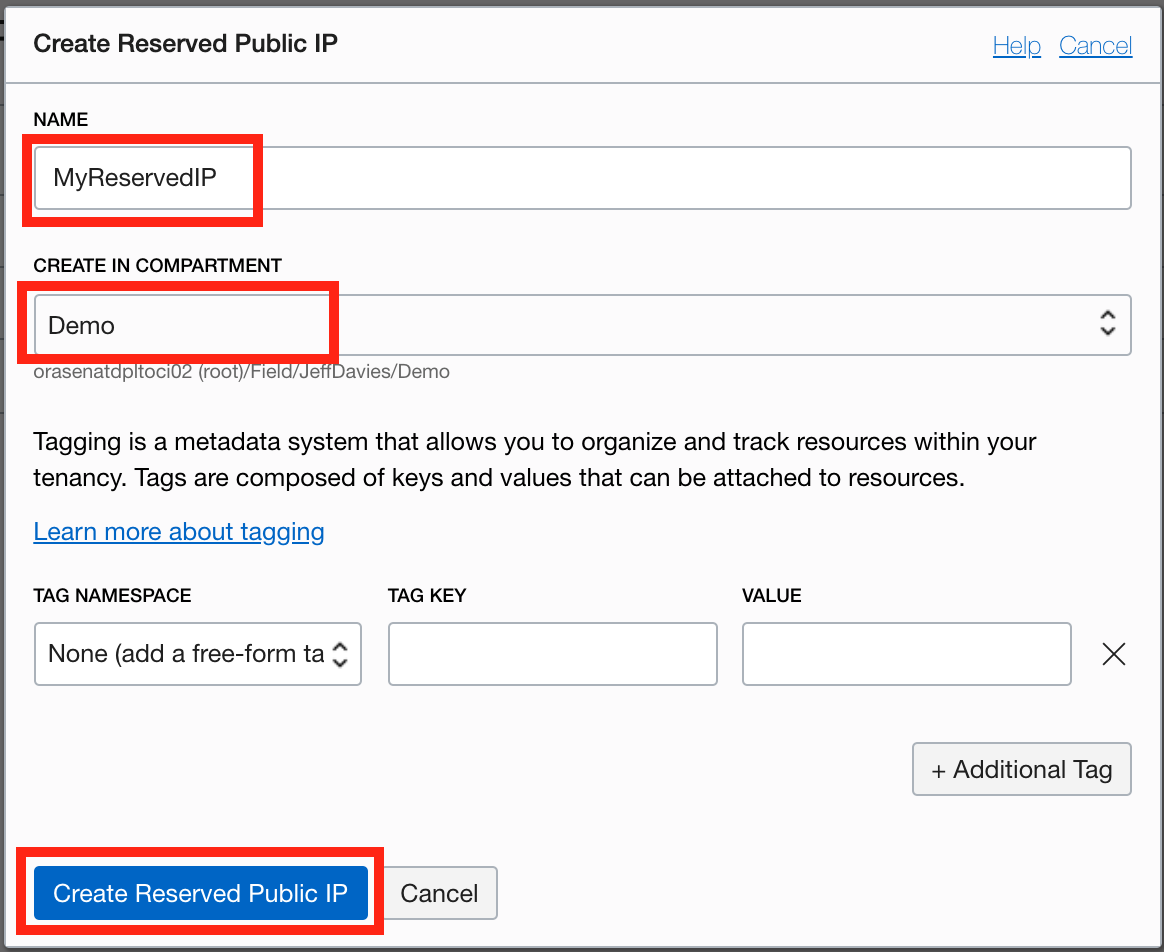 Create Reserved Public IP
Help Cancel
NAME
MyReservedIP
CREATE IN COMPARTMENT
Demo
orasenatdpltoci02 (root)/Field/JeffDavies/Demo
Tagging is a metadata system that allows you to organize and track resources within your
tenancy. Tags are composed of keys and values that can be attached to resources.
Learn more about tagging
TAG NAMESPACE TAG KEY VALUE
None (add a free-form ta
+ Additional Tag
Create Reserved Public IP Cancel